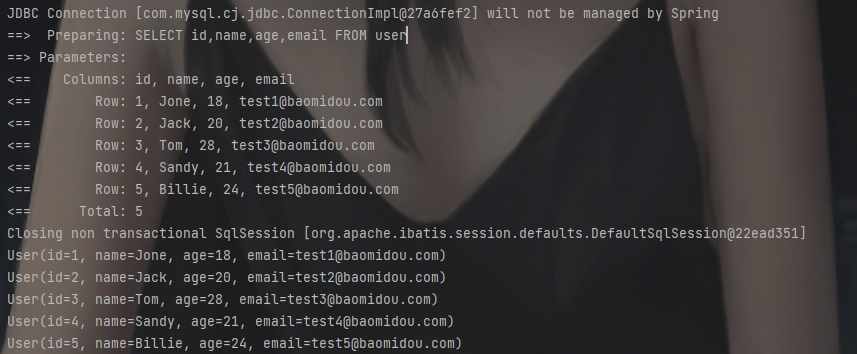 JDBC Connection [com.mysql.cj.jdbc.ConnectionImpl@27a6fef2] will not be managed by Spring
==>  Preparing: SELECT id,name,age,email FROM user
==> Parameters:
<==    Columns: id, name, age, email
<==        Row: 1, Jone, 18, test1@baomidou.com
<==        Row: 2, Jack, 20, test2@baomidou.com
<==        Row: 3, Tom, 28, test3@baomidou.com
<==        Row: 4, Sandy, 21, test4@baomidou.com
<==        Row: 5, Billie, 24, test5@baomidou.com
<==      Total: 5
Closing non transactional SqlSession [org.apache.ibatis.session.defaults.DefaultSqlSession@22ead351]
User(id=1, name=Jone, age=18, email=test1@baomidou.com)
User(id=2, name=Jack, age=20, email=test2@baomidou.com)
User(id=3, name=Tom, age=28, email=test3@baomidou.com)
User(id=4, name=Sandy, age=21, email=test4@baomidou.com)
User(id=5, name=Billie, age=24, email=test5@baomidou.com)